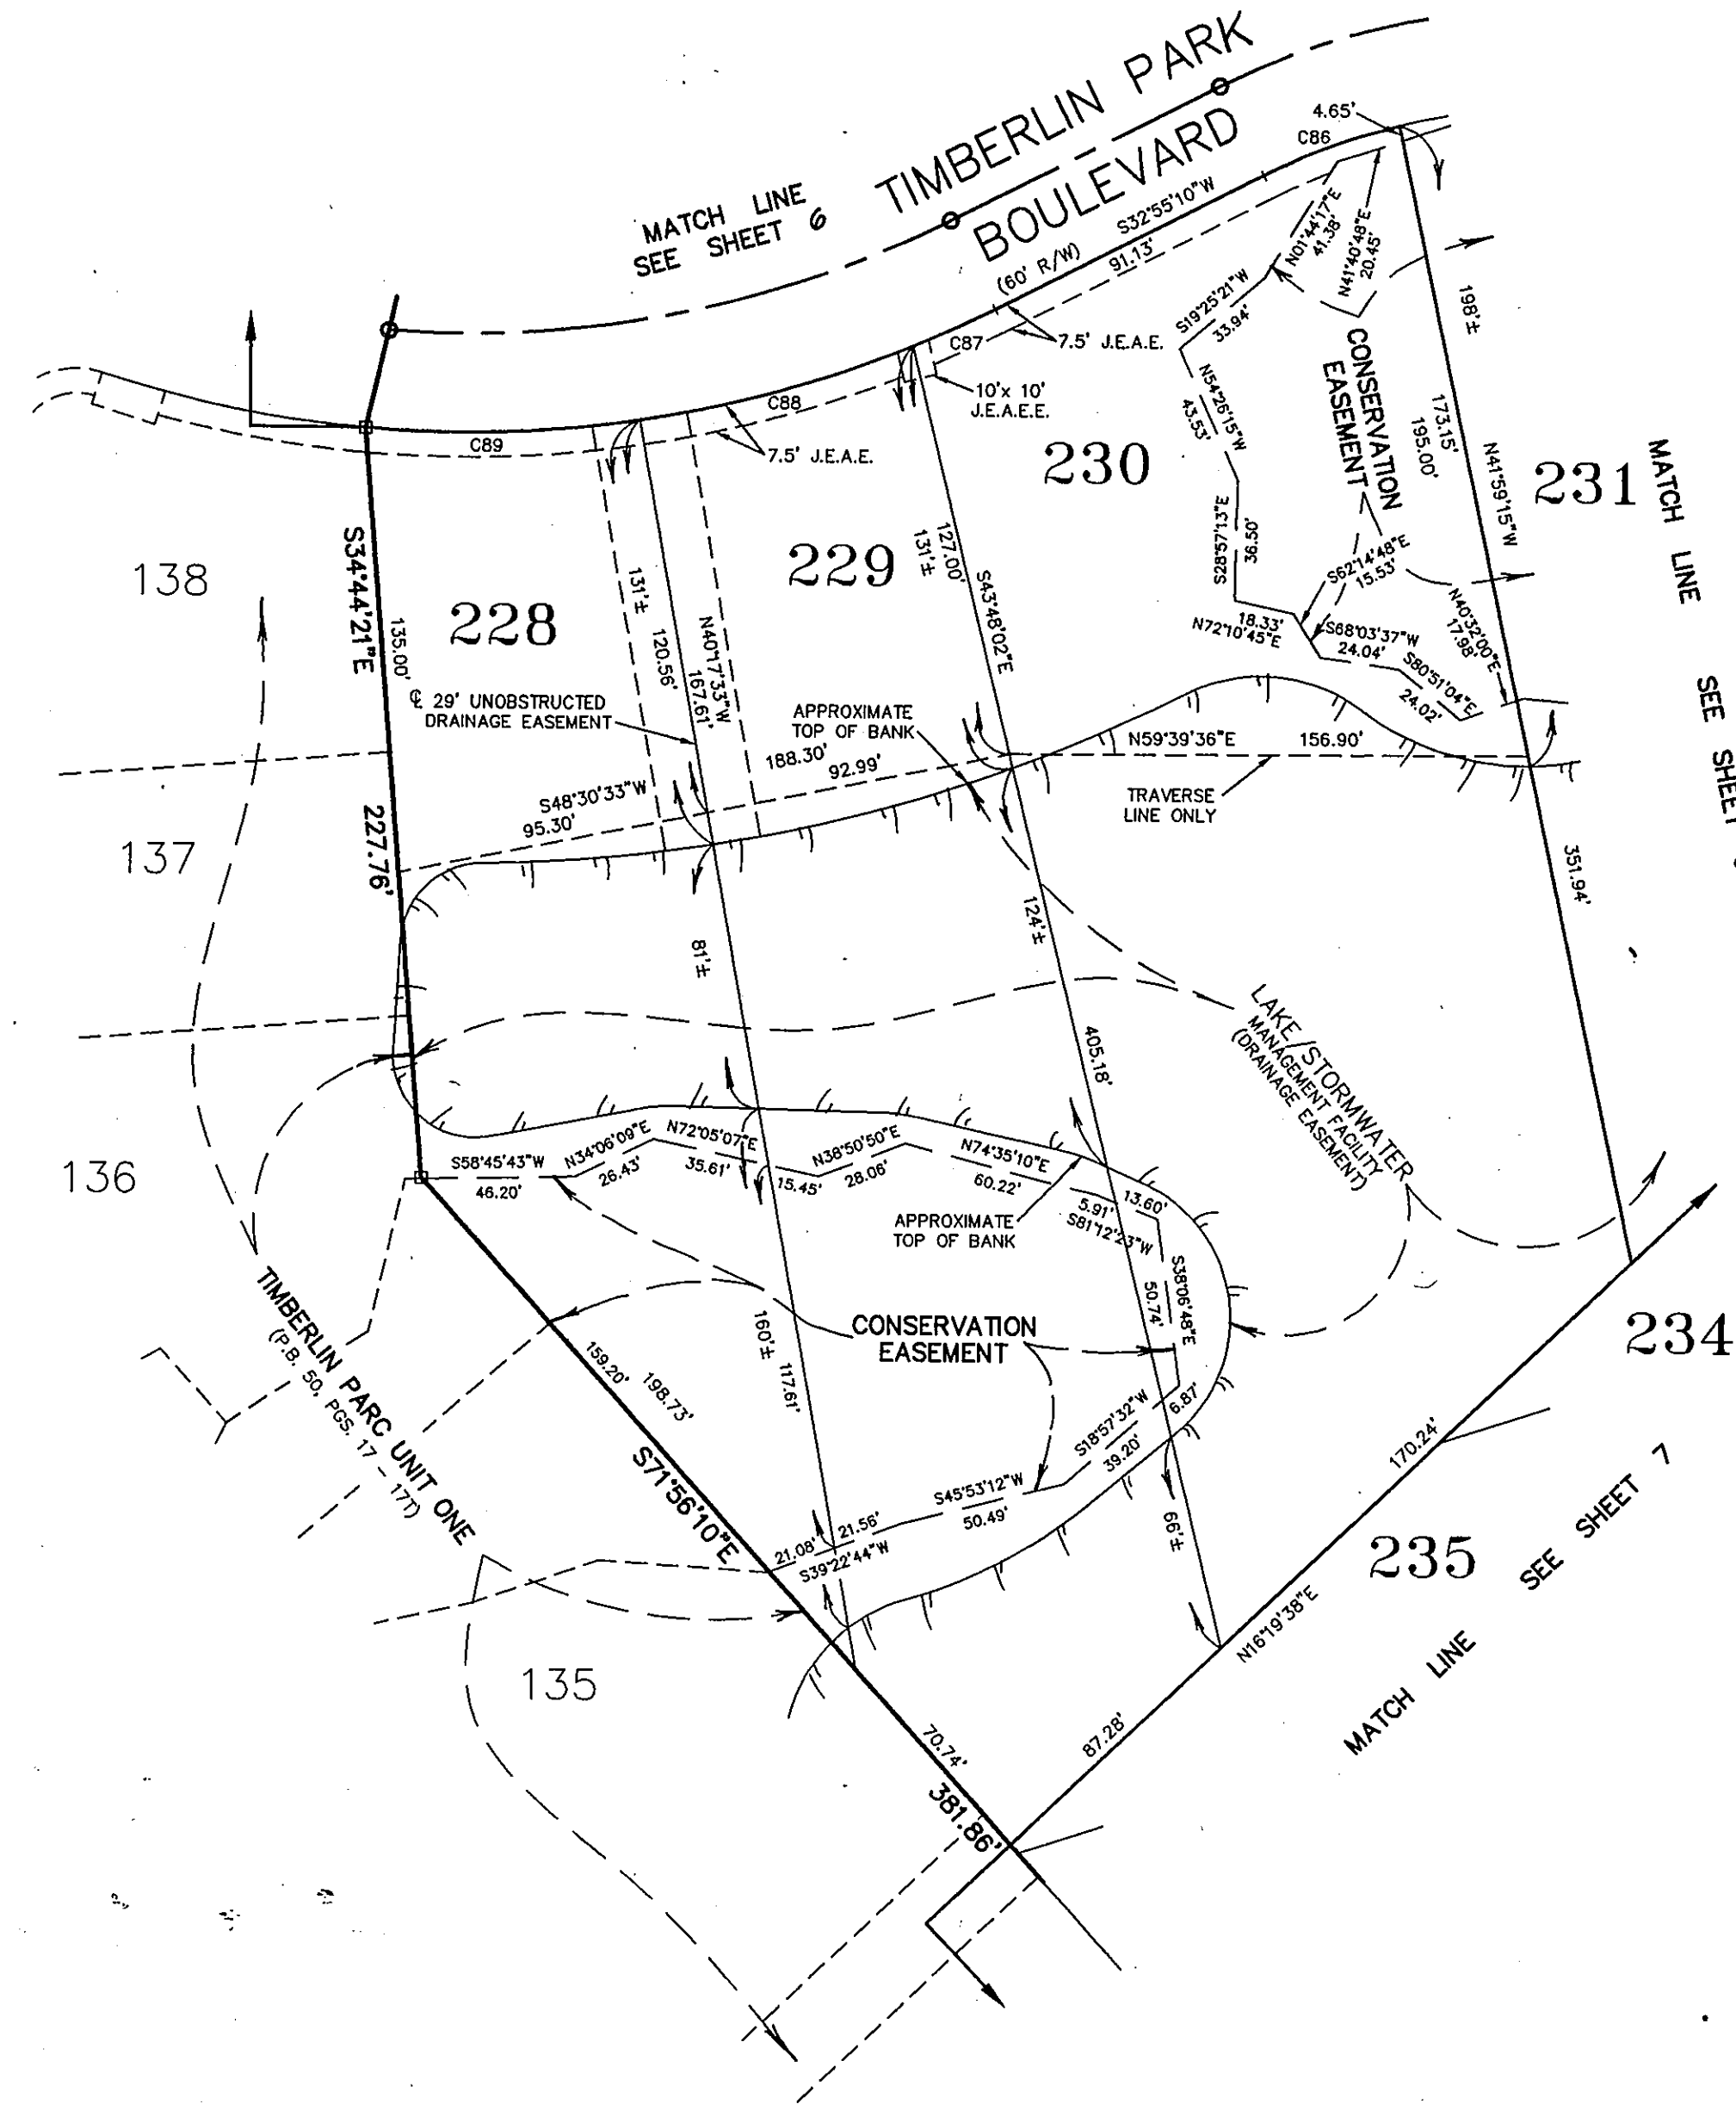 TIMBERLIN PARK
BOULEVARD
(60' R/W)
MATCH LINE
SEE SHEET 6
4.65'
C86
S32°55'10"W
91.13'
C87
7.5' J.E.A.E.
10'x 10'
J.E.A.E.E.
C88
7.5' J.E.A.E.
C89
N01°44'17"E
41.38'
N41°40'48"E
20.45'
S19°25'21"W
33.94'
N54°26'15"W
43.53'
S28°57'13"E
36.50'
18.33'
N72°10'45"E
S62°14'48"E
15.53'
S68°03'37"W
24.04'
S80°51'04"E
24.02'
N40°32'00"E
17.98'
CONSERVATION
EASEMENT
198'±
173.15'
195.00'
N41°59'15"W
351.94'
230
231
MATCH LINE SEE SHEET
229
228
138
137
136
135
S34°44'21"E
135.00'
227.76'
131'±
120.56'
N40°17'33"W
167.61'
127.00'
131'±
S43°48'02"E
℄ 29' UNOBSTRUCTED
DRAINAGE EASEMENT
APPROXIMATE
TOP OF BANK
188.30'
92.99'
S48°30'33"W
95.30'
N59°39'36"E 156.90'
TRAVERSE
LINE ONLY
81'±
124'±
405.18'
LAKE/STORMWATER
MANAGEMENT FACILITY
(DRAINAGE EASEMENT)
S58°45'43"W
46.20'
N34°06'09"E
26.43'
N72°05'07"E
35.61'
15.45'
N38°50'50"E
28.06'
N74°35'10"E
60.22'
13.60'
5.91'
S81°12'23"W
APPROXIMATE
TOP OF BANK
S38°06'48"E
50.74'
CONSERVATION
EASEMENT
160'±
117.61'
159.20'
198.73'
S71°56'10"E
TIMBERLIN PARC UNIT ONE
(P.B. 50, PGS. 17 - 17T)
S18°57'32"W
39.20'
6.87'
S45°53'12"W
50.49'
21.08'
21.56'
S39°22'44"W
66'±
234
235
170.24'
N16°19'38"E
87.28'
MATCH LINE SEE SHEET 7
70.74'
381.86'